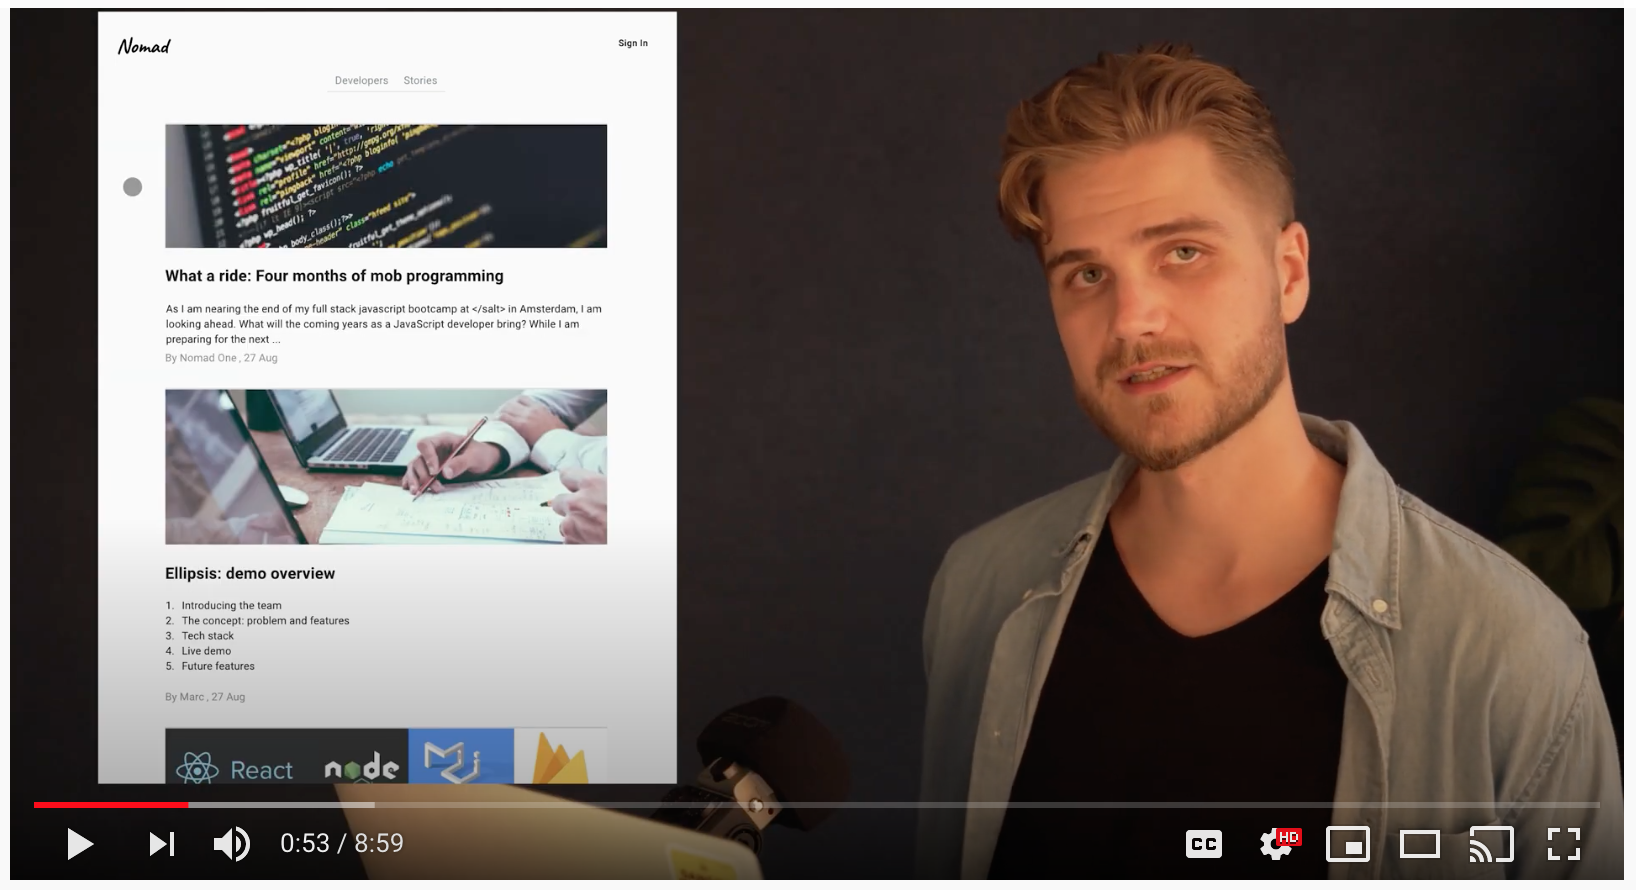 Nomad
Sign In
Developers Stories
What a ride: Four months of mob programming
As I am nearing the end of my full stack javascript bootcamp at </salt> in Amsterdam, I am
looking ahead. What will the coming years as a JavaScript developer bring? While I am
preparing for the next ...
By Nomad One , 27 Aug
Ellipsis: demo overview
1. Introducing the team
2. The concept: problem and features
3. Tech stack
4. Live demo
5. Future features
By Marc , 27 Aug
React node
0:53 / 8:59
CC
HD